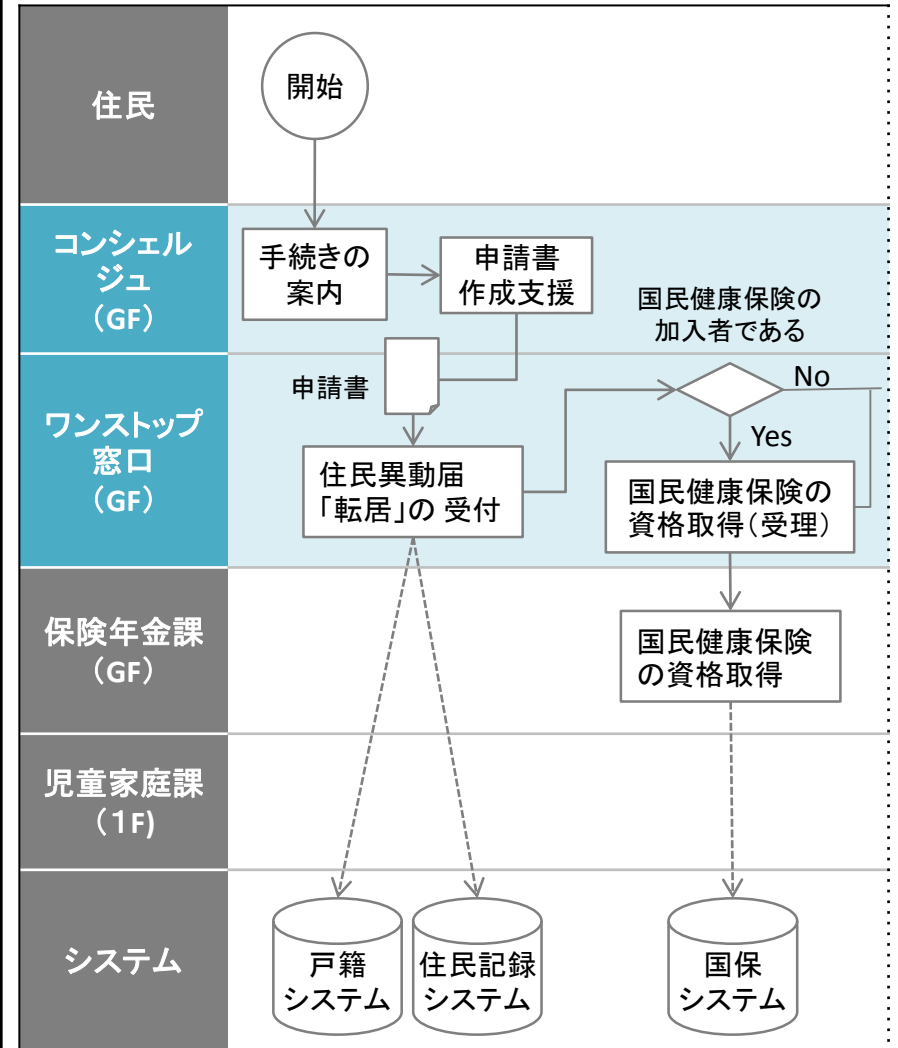 住民
開始
コンシェル
ジュ
（GF）
手続きの
案内
申請書
作成支援
国民健康保険の
加入者である
ワンストップ
窓口
（GF）
申請書
No
Yes
住民異動届
「転居」の 受付
国民健康保険の
資格取得（受理）
保険年金課
（GF）
国民健康保険
の資格取得
児童家庭課
（１F)
システム
戸籍
システム
住民記録
システム
国保
システム